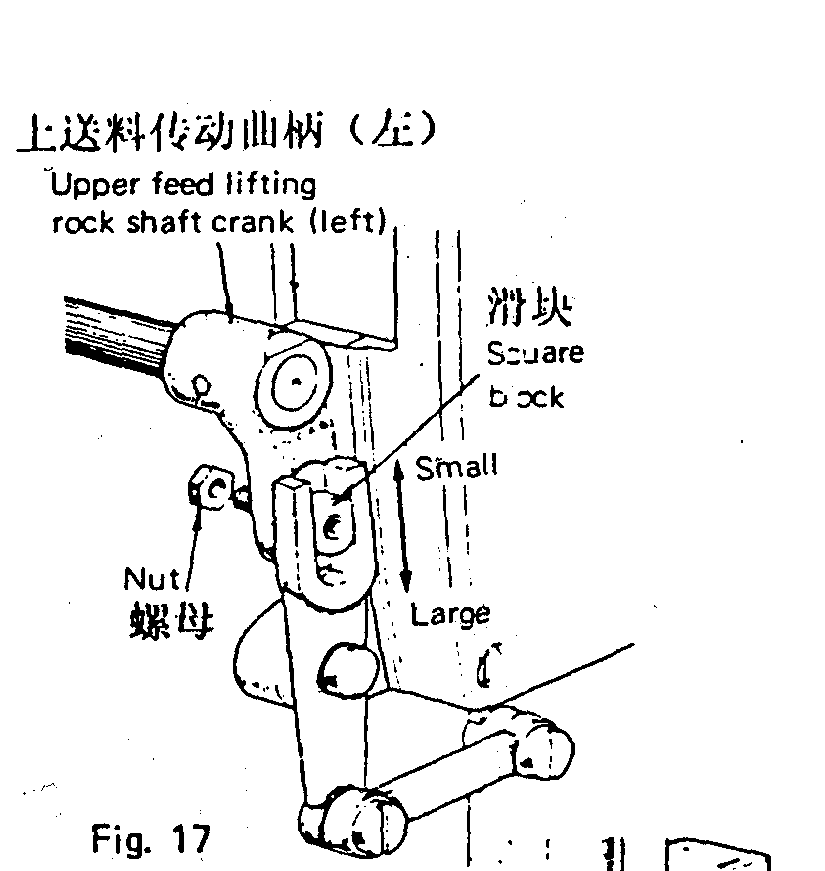 上送料传动曲柄（左）
Upper feed lifting
rock shaft crank (left)
滑块
Square
block
Small
Nut
螺母
Large
Fig. 17